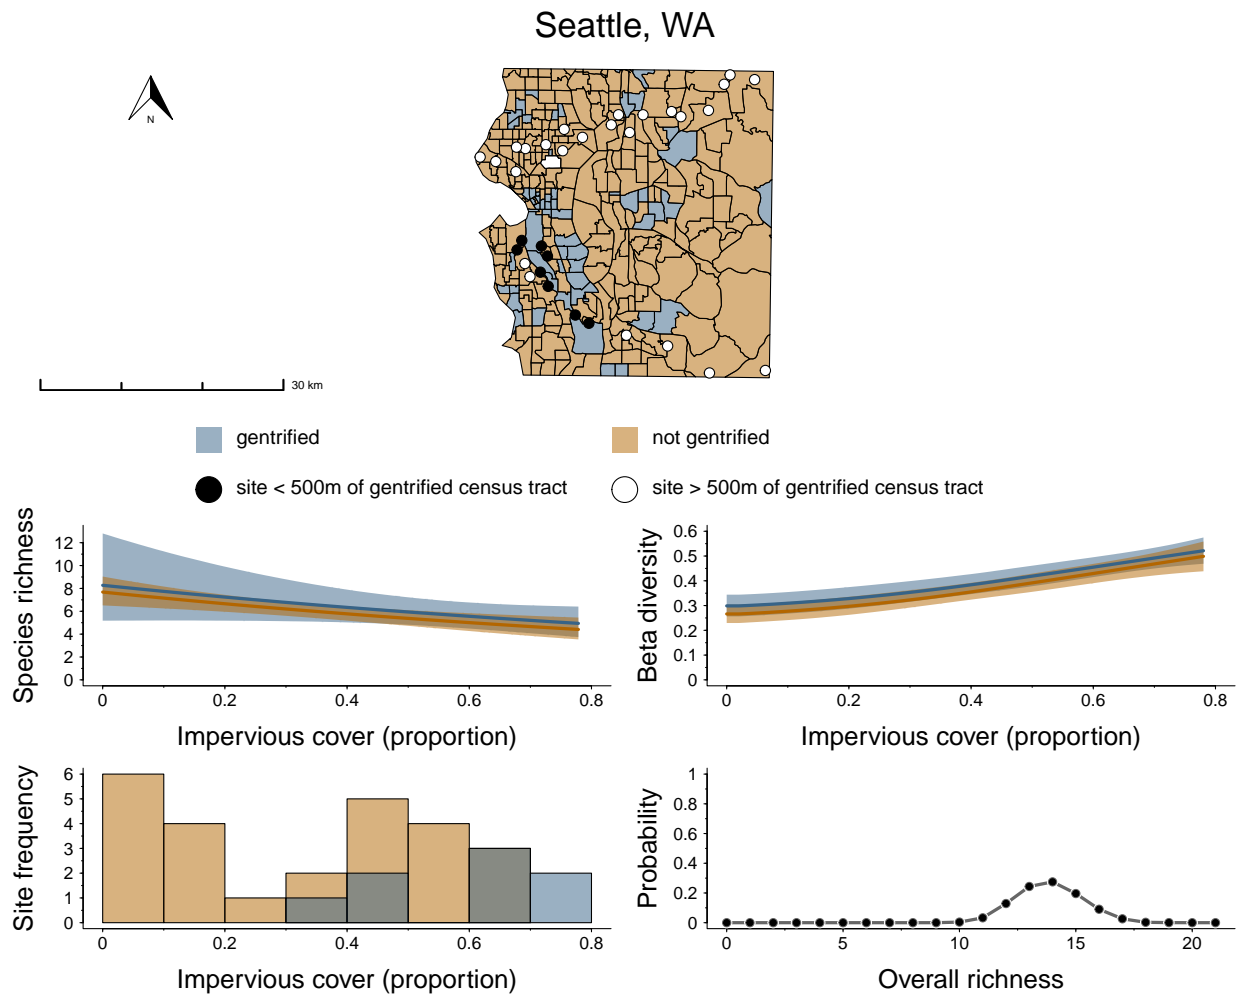 Seattle, WA
N
30 km
gentrified
not gentrified
site < 500m of gentrified census tract
site > 500m of gentrified census tract
Species richness
12
10
8
6
4
2
0
0 0.2 0.4 0.6 0.8
Impervious cover (proportion)
Beta diversity
0.6
0.5
0.4
0.3
0.2
0.1
0
0 0.2 0.4 0.6 0.8
Impervious cover (proportion)
Site frequency
6
5
4
3
2
1
0
0 0.2 0.4 0.6 0.8
Impervious cover (proportion)
Probability
1
0.8
0.6
0.4
0.2
0
0 5 10 15 20
Overall richness